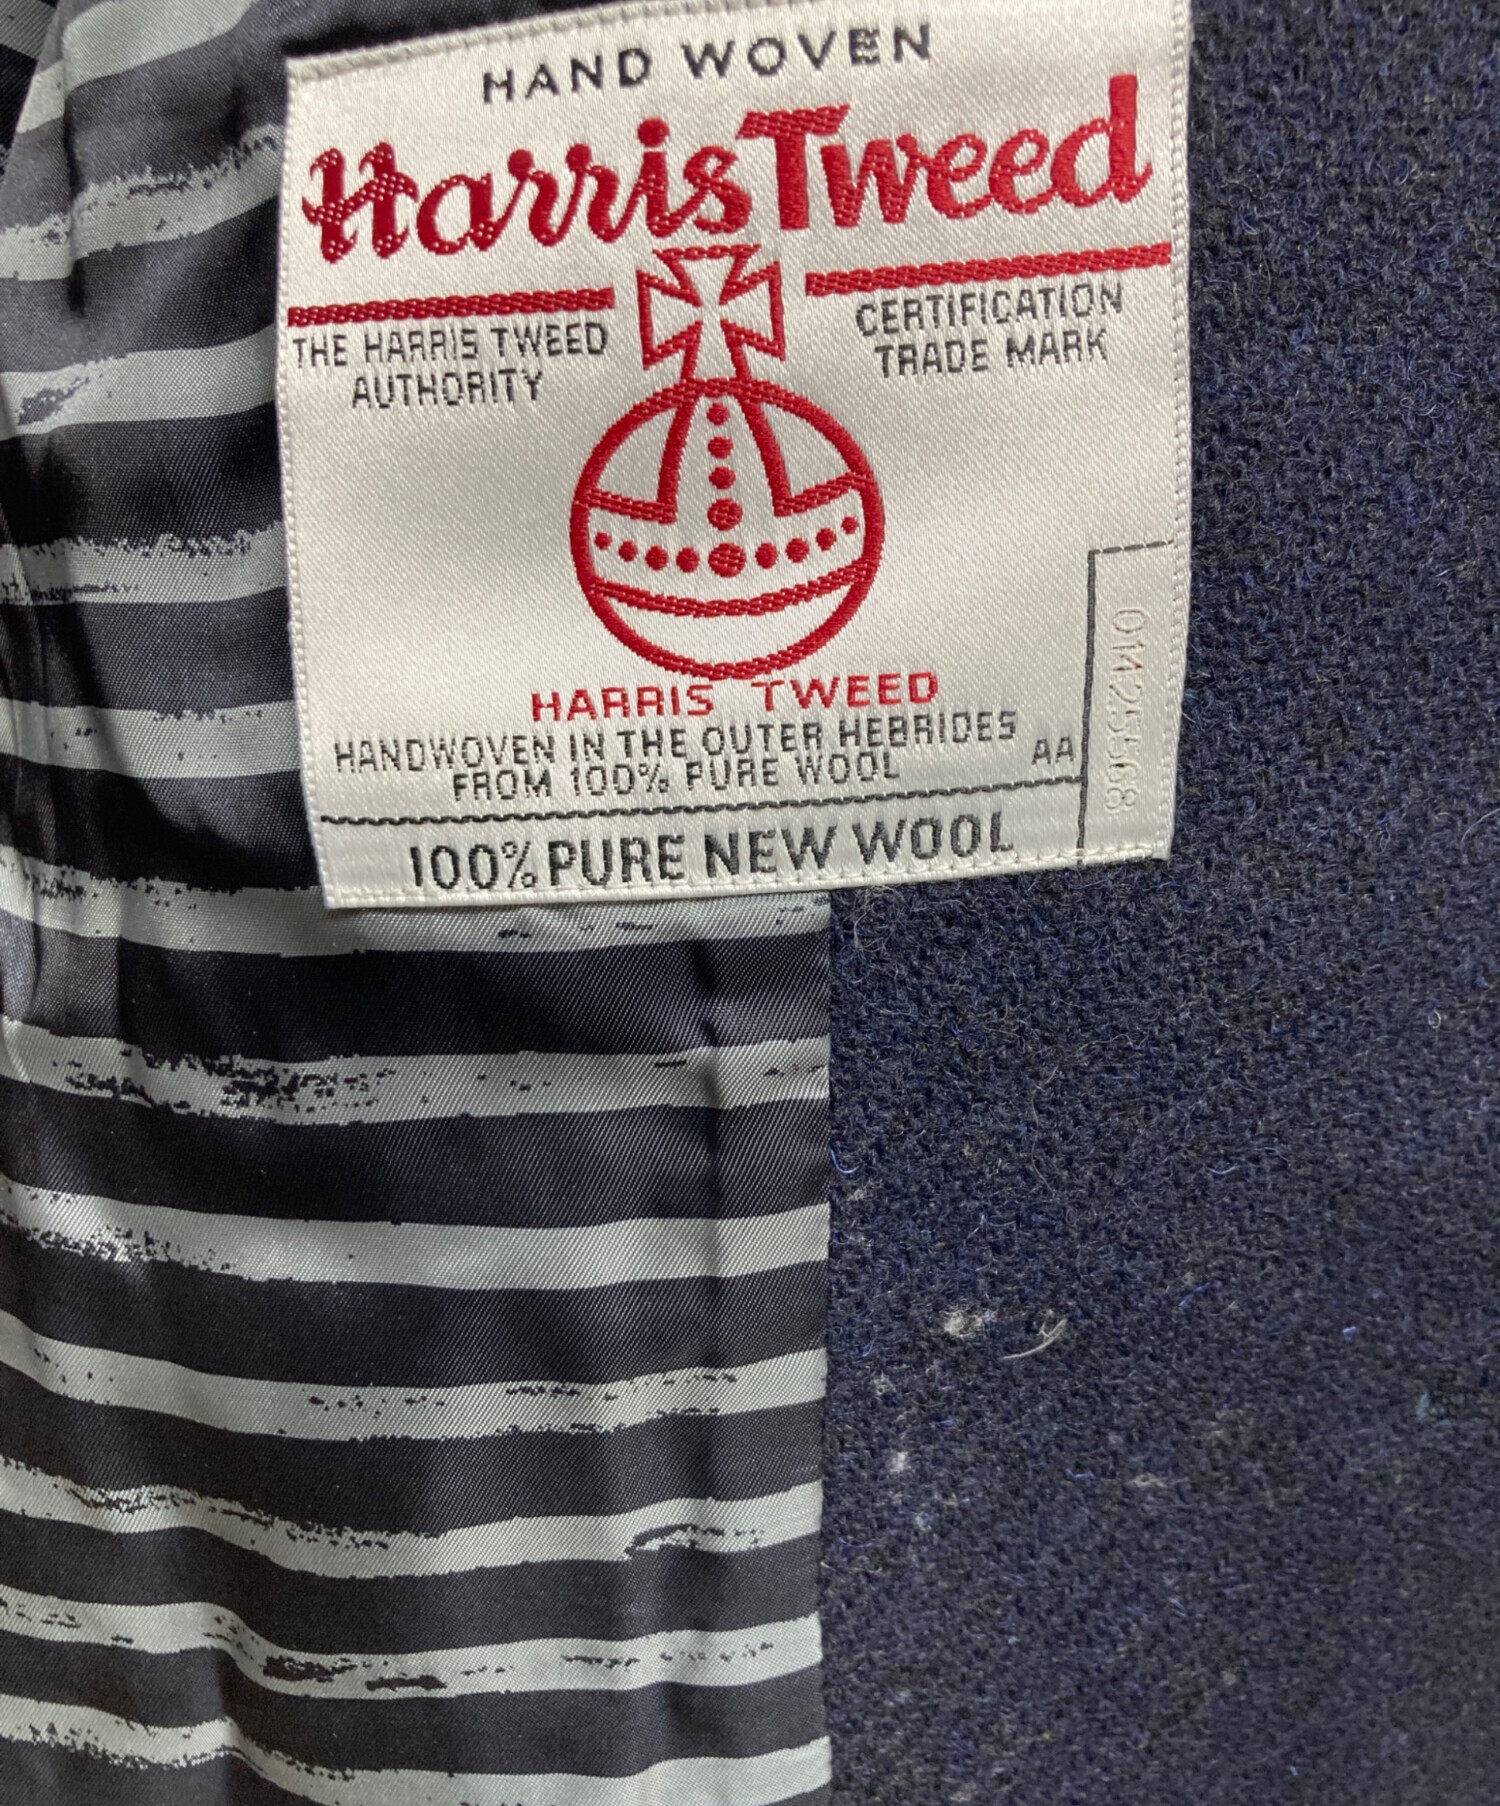 HAND WOVEN
Harris Tweed
THE HARRIS TWEED
AUTHORITY
CERTIFICATION
TRADE MARK
HARRIS TWEED
HANDWOVEN IN THE OUTER HEBRIDES
FROM 100% PURE WOOL
AA
100% PURE NEW WOOL